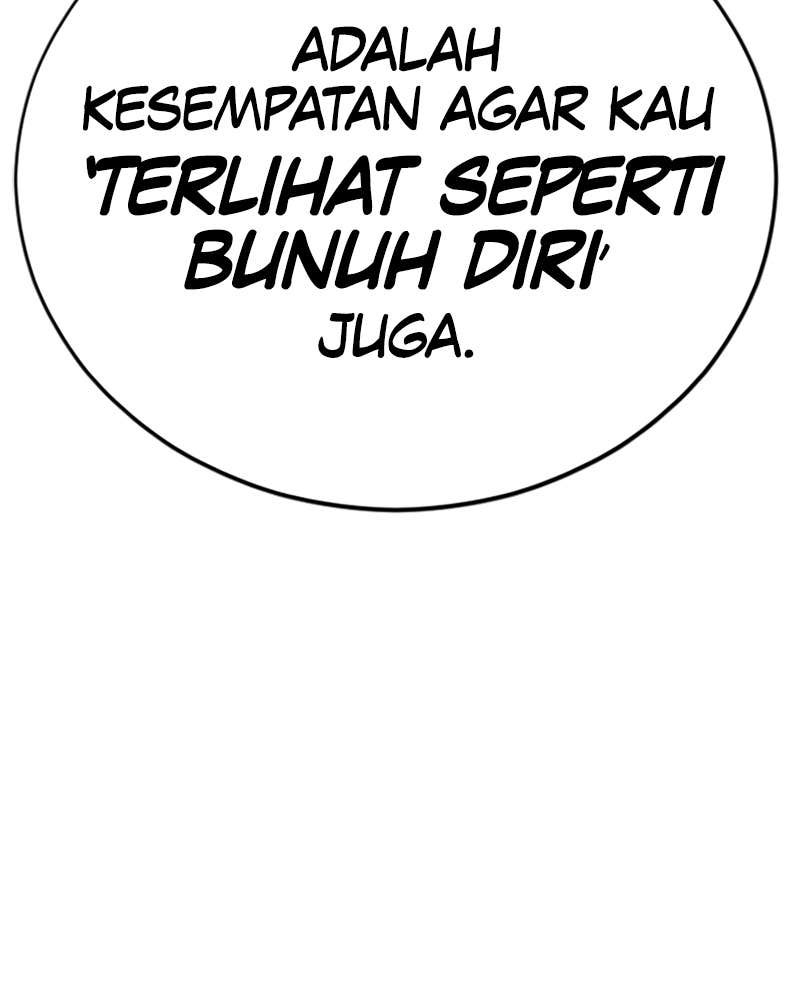 ADALAH
KESEMPATAN AGAR KAU
'TERLIHAT SEPERTI
BUNUH DIRI'
JUGA.